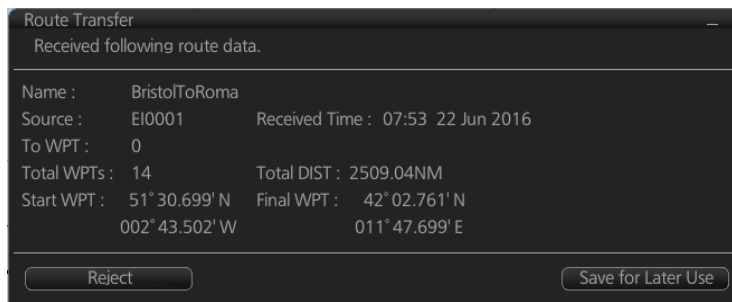 Route Transfer
Received following route data.
Name : BristolToRoma
Source : EI0001 Received Time : 07:53 22 Jun 2016
To WPT : 0
Total WPTs : 14 Total DIST : 2509.04NM
Start WPT : 51°30.699'N Final WPT : 42°02.761'N
002°43.502'W 011°47.699'E
Reject Save for Later Use